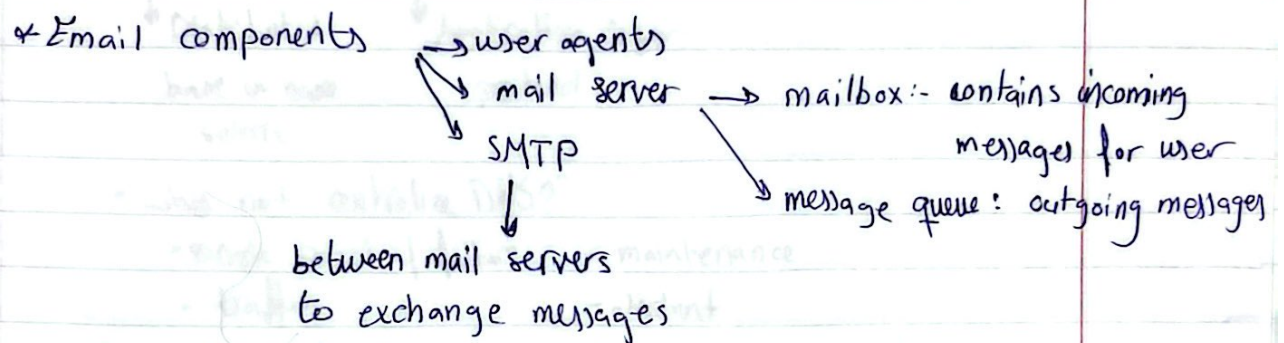 * Email components → user agents
→ mail server → mailbox:- contains incoming
messages for user
→ SMTP
→ message queue : outgoing messages
↓
between mail servers
to exchange messages